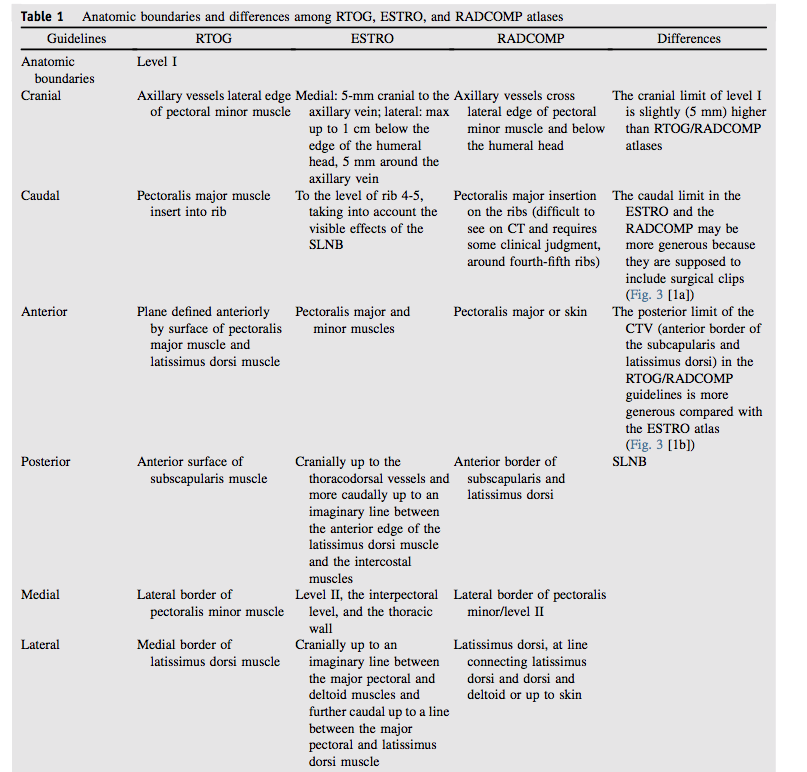 Table 1 Anatomic boundaries and differences among RTOG, ESTRO, and RADCOMP atlases
Guidelines RTOG ESTRO RADCOMP Differences
Anatomic boundaries Level I
Cranial
Axillary vessels lateral edge
of pectoral minor muscle
Medial: 5-mm cranial to the
axillary vein; lateral: max
up to 1 cm below the
edge of the humeral
head, 5 mm around the
axillary vein
Axillary vessels cross
lateral edge of pectoral
minor muscle and below
the humeral head
The cranial limit of level I
is slightly (5 mm) higher
than RTOG/RADCOMP
atlases
Caudal
Pectoralis major muscle
insert into rib
To the level of rib 4-5,
taking into account the
visible effects of the
SLNB
Pectoralis major insertion
on the ribs (difficult to
see on CT and requires
some clinical judgment,
around fourth-fifth ribs)
The caudal limit in the
ESTRO and the
RADCOMP may be
more generous because
they are supposed to
include surgical clips
(Fig. 3 [1a])
Anterior
Plane defined anteriorly
by surface of pectoralis
major muscle and
latissimus dorsi muscle
Pectoralis major and
minor muscles
Pectoralis major or skin
The posterior limit of the
CTV (anterior border of
the subscapularis and
latissimus dorsi) in the
RTOG/RADCOMP
guidelines is more
generous compared with
the ESTRO atlas
(Fig. 3 [1b])
Posterior
Anterior surface of
subscapularis muscle
Cranially up to the
thoracodorsal vessels and
more caudally up to an
imaginary line between
the anterior edge of the
latissimus dorsi muscle
and the intercostal
muscles
Anterior border of
subscapularis and
latissimus dorsi
SLNB
Medial
Lateral border of
pectoralis minor muscle
Level II, the interpectoral
level, and the thoracic
wall
Lateral border of pectoralis
minor/level II
Lateral
Medial border of
latissimus dorsi muscle
Cranially up to an
imaginary line between
the major pectoral and
deltoid muscles and
further caudal up to a line
between the major
pectoral and latissimus
dorsi muscle
Latissimus dorsi, at line
connecting latissimus
dorsi and dorsi and
deltoid or up to skin